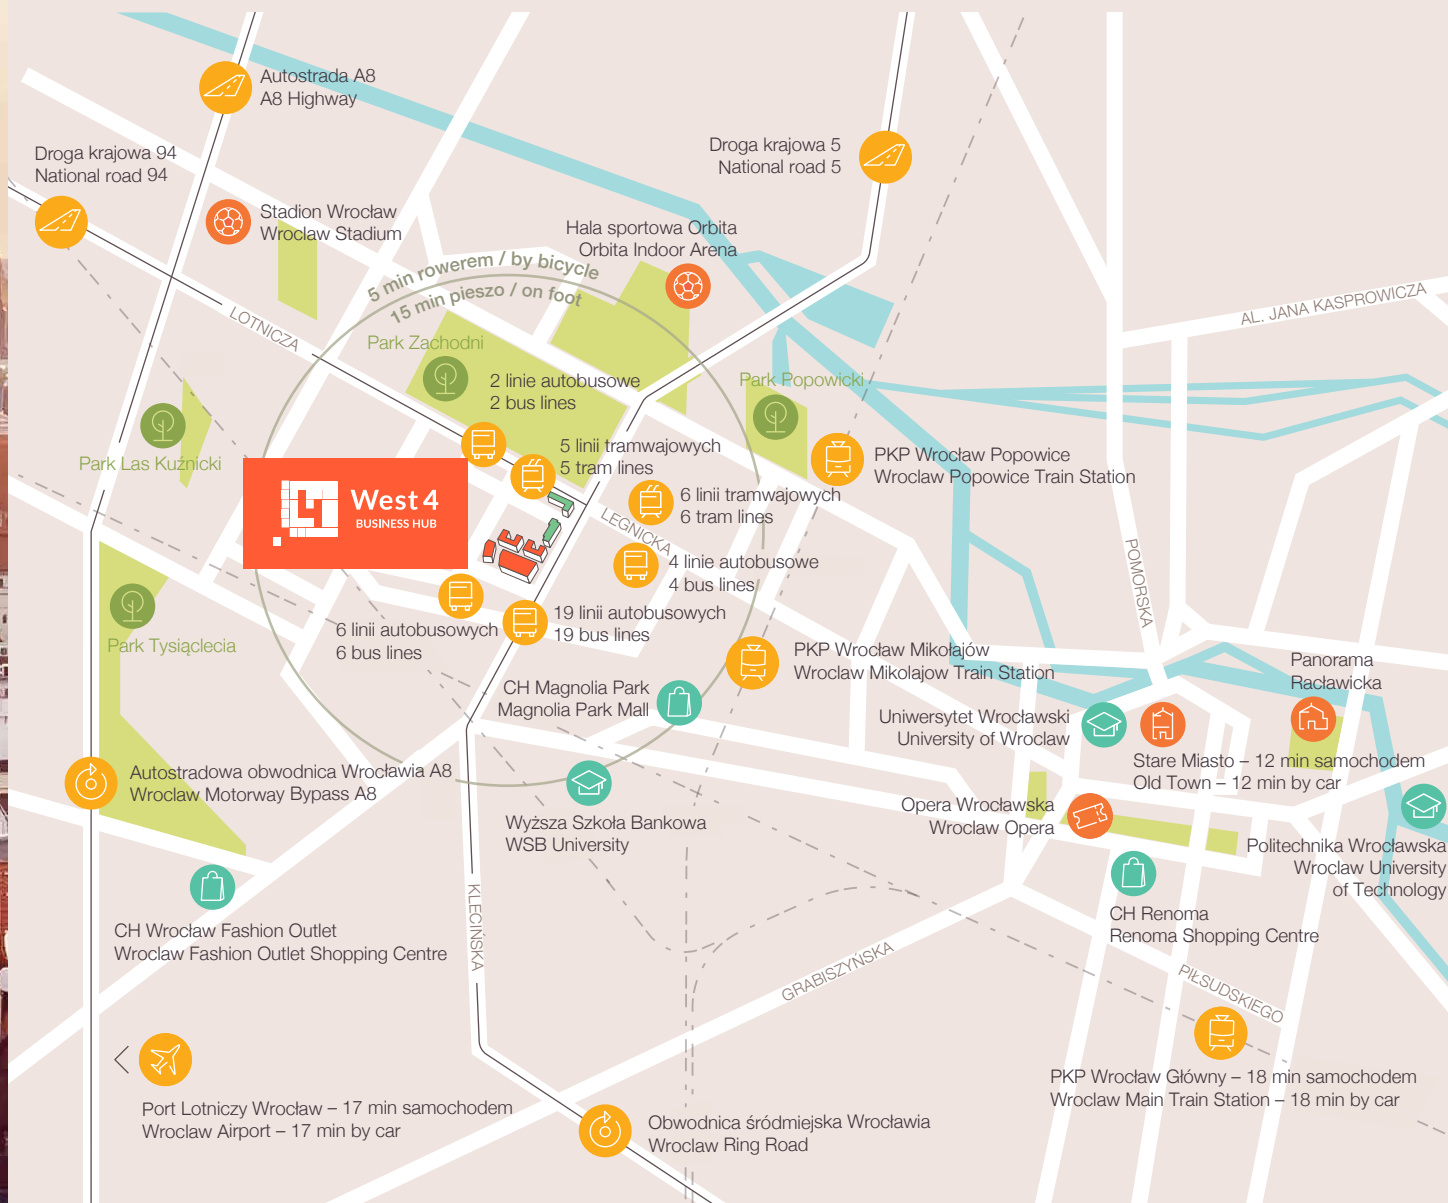 Autostrada A8
A8 Highway
Droga krajowa 94
National road 94
Droga krajowa 5
National road 5
Stadion Wrocław
Wroclaw Stadium
Hala sportowa Orbita
Orbita Indoor Arena
5 min rowerem / by bicycle
15 min pieszo / on foot
AL. JANA KASPROWICZA
LOTNICZA
Park Zachodni
2 linie autobusowe
2 bus lines
Park Popowicki
5 linii tramwajowych
5 tram lines
PKP Wrocław Popowice
Wroclaw Popowice Train Station
Park Las Kuźnicki
West 4
BUSINESS HUB
6 linii tramwajowych
6 tram lines
LEGNICKA
4 linie autobusowe
4 bus lines
POMORSKA
19 linii autobusowych
19 bus lines
6 linii autobusowych
6 bus lines
Park Tysiąclecia
PKP Wrocław Mikołajów
Wroclaw Mikolajow Train Station
Panorama
Racławicka
CH Magnolia Park
Magnolia Park Mall
Uniwersytet Wrocławski
University of Wroclaw
Stare Miasto – 12 min samochodem
Old Town – 12 min by car
Autostradowa obwodnica Wrocławia A8
Wroclaw Motorway Bypass A8
Opera Wrocławska
Wroclaw Opera
Wyższa Szkoła Bankowa
WSB University
Politechnika Wrocławska
Wroclaw University
of Technology
KLECIŃSKA
CH Wrocław Fashion Outlet
Wroclaw Fashion Outlet Shopping Centre
CH Renoma
Renoma Shopping Centre
GRABISZYŃSKA
PIŁSUDSKIEGO
PKP Wrocław Główny – 18 min samochodem
Wroclaw Main Train Station – 18 min by car
Port Lotniczy Wrocław – 17 min samochodem
Wroclaw Airport – 17 min by car
Obwodnica śródmiejska Wrocławia
Wroclaw Ring Road